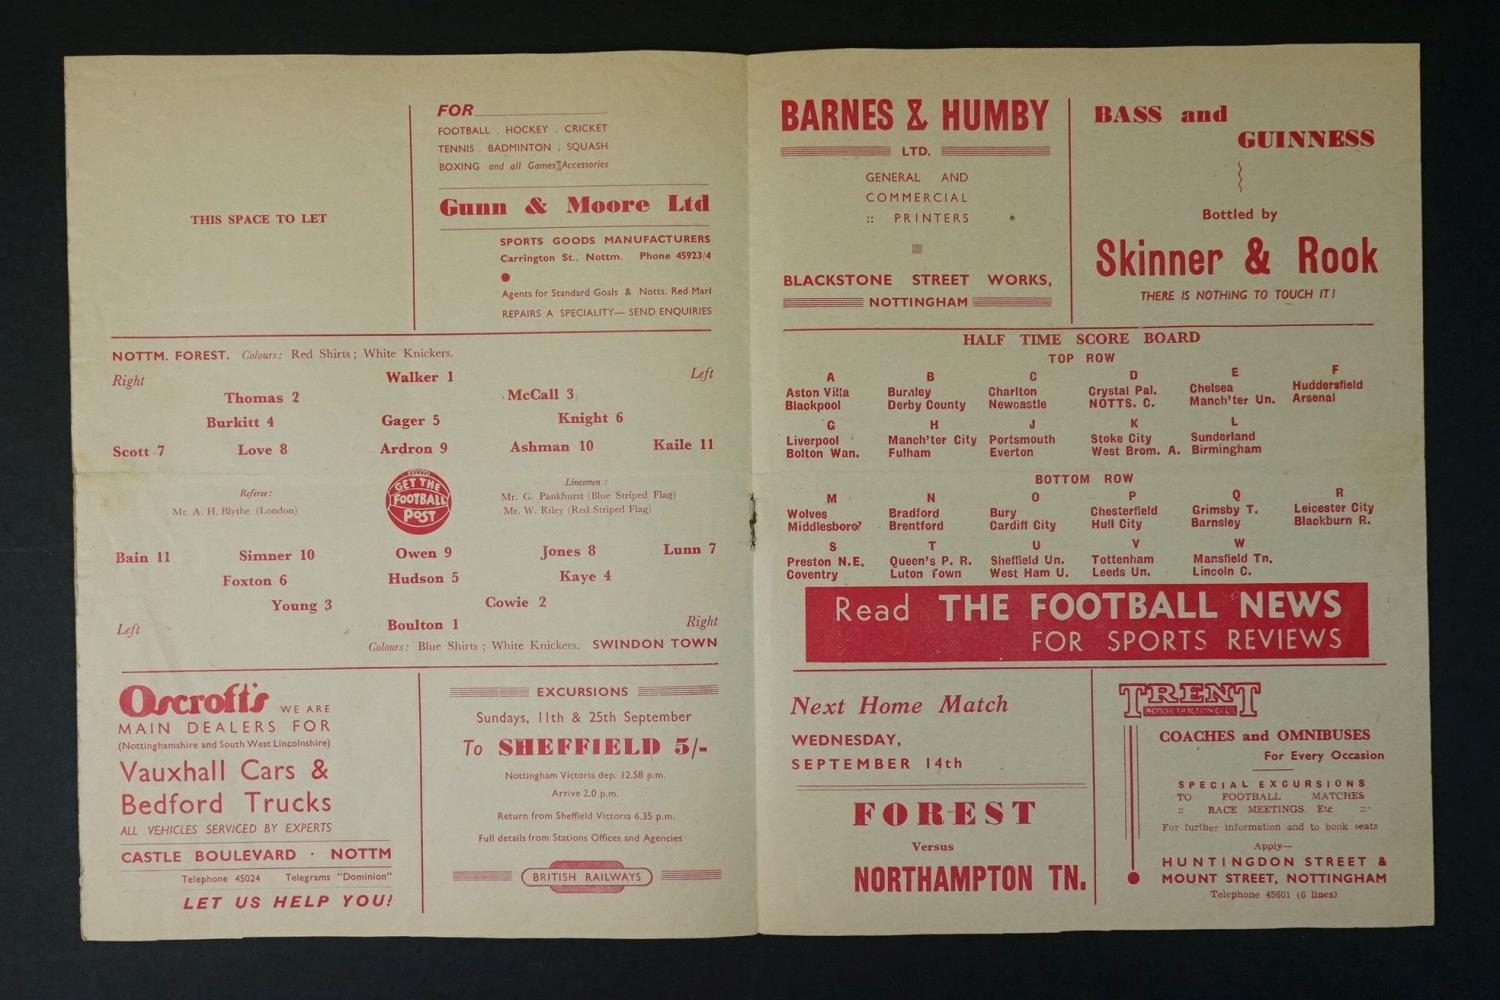 THIS SPACE TO LET
FOR
FOOTBALL . HOCKEY . CRICKET
TENNIS . BADMINTON . SQUASH
BOXING and all Games Accessories
Gunn & Moore Ltd
SPORTS GOODS MANUFACTURERS
Carrington St., Nottm. Phone 45923/4
Agents for Standard Goals & Notts. Red Marl
REPAIRS A SPECIALITY— SEND ENQUIRIES
NOTTM. FOREST. Colours: Red Shirts; White Knickers.
Right Walker 1 Left
Thomas 2 McCall 3
Burkitt 4 Gager 5 Knight 6
Scott 7 Love 8 Ardron 9 Ashman 10 Kaile 11
Referee:
Mr. A. H. Blythe (London)
GET THE
FOOTBALL
POST
Linesmen:
Mr. G. Pankhurst (Blue Striped Flag)
Mr. W. Riley (Red Striped Flag)
Bain 11 Simner 10 Owen 9 Jones 8 Lunn 7
Foxton 6 Hudson 5 Kaye 4
Young 3 Cowie 2
Left Boulton 1 Right
Colours: Blue Shirts; White Knickers. SWINDON TOWN
Oscroft's WE ARE
MAIN DEALERS FOR
(Nottinghamshire and South West Lincolnshire)
Vauxhall Cars &
Bedford Trucks
ALL VEHICLES SERVICED BY EXPERTS
CASTLE BOULEVARD · NOTTM
Telephone 45024 Telegrams "Dominion"
LET US HELP YOU!
EXCURSIONS
Sundays, 11th & 25th September
To SHEFFIELD 5/-
Nottingham Victoria dep. 12.58 p.m.
Arrive 2.0 p.m.
Return from Sheffield Victoria 6.35 p.m.
Full details from Stations Offices and Agencies
BRITISH RAILWAYS
BARNES & HUMBY
LTD.
GENERAL AND
COMMERCIAL
:: PRINTERS
BLACKSTONE STREET WORKS,
NOTTINGHAM
BASS and
GUINNESS
Bottled by
Skinner & Rook
THERE IS NOTHING TO TOUCH IT!
HALF TIME SCORE BOARD
TOP ROW
A B C D E F
Aston Villa Burnley Charlton Crystal Pal. Chelsea Huddersfield
Blackpool Derby County Newcastle NOTTS. C. Manch'ter Un. Arsenal
G H J K L
Liverpool Manch'ter City Portsmouth Stoke City Sunderland
Bolton Wan. Fulham Everton West Brom. A. Birmingham
BOTTOM ROW
M N O P Q R
Wolves Bradford Bury Chesterfield Grimsby T. Leicester City
Middlesboro' Brentford Cardiff City Hull City Barnsley Blackburn R.
S T U V W
Preston N.E. Queen's P. R. Sheffield Un. Tottenham Mansfield Tn.
Coventry Luton Town West Ham U. Leeds Un. Lincoln C.
Read THE FOOTBALL NEWS
FOR SPORTS REVIEWS
Next Home Match
WEDNESDAY,
SEPTEMBER 14th
FOREST
Versus
NORTHAMPTON TN.
TRENT
MOTOR TRACTION Co. Ld.
COACHES and OMNIBUSES
For Every Occasion
SPECIAL EXCURSIONS
TO FOOTBALL MATCHES
:: RACE MEETINGS. Etc ::
For further information and to book seats
Apply—
HUNTINGDON STREET &
MOUNT STREET, NOTTINGHAM
Telephone 45601 (6 lines)